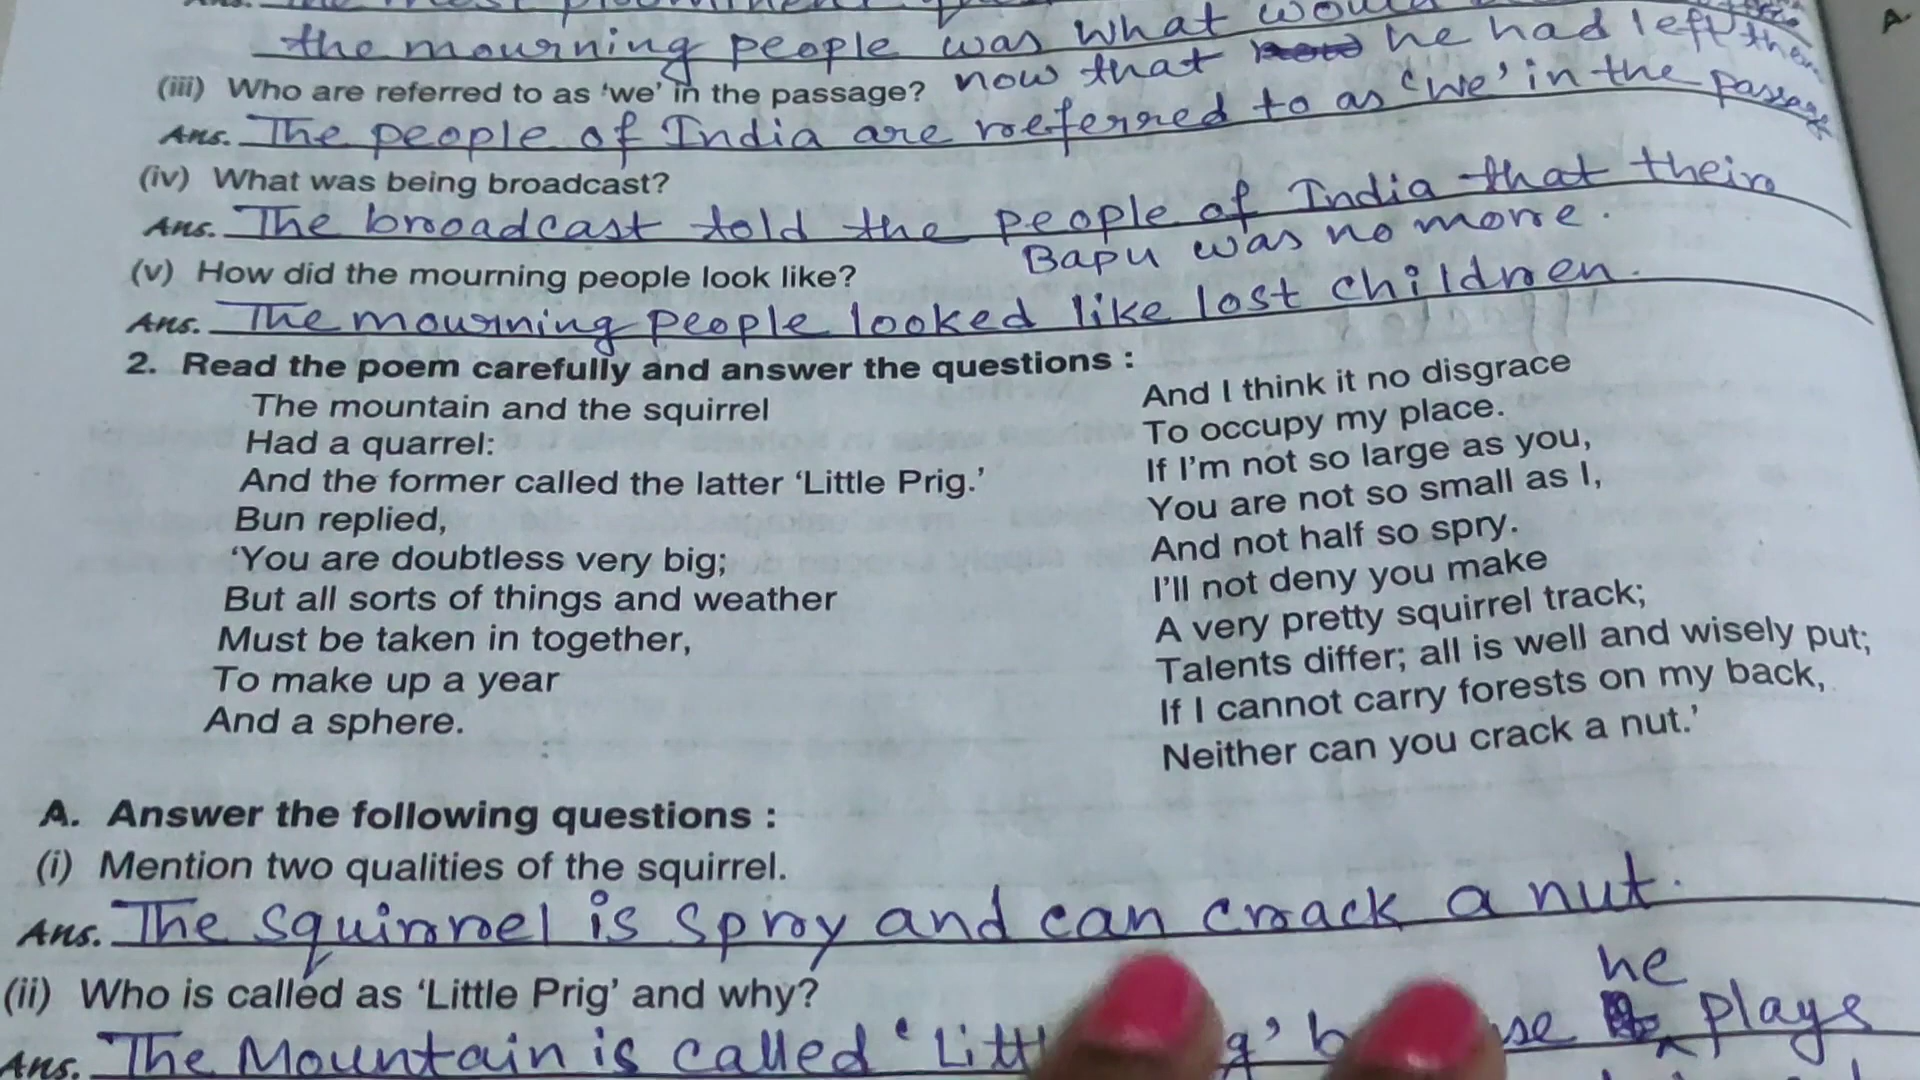 the mourning people was what
now that he had left them
(iii) Who are referred to as 'we' in the passage?
Ans. The people of India are referred to as 'we' in the passage
(iv) What was being broadcast?
Ans. The broadcast told the people of India that their
Bapu was no more.
(v) How did the mourning people look like?
Ans. The mourning people looked like lost children.
2. Read the poem carefully and answer the questions :
The mountain and the squirrel
Had a quarrel:
And the former called the latter 'Little Prig.'
Bun replied,
'You are doubtless very big;
But all sorts of things and weather
Must be taken in together,
To make up a year
And a sphere.
And I think it no disgrace
To occupy my place.
If I'm not so large as you,
You are not so small as I,
And not half so spry.
I'll not deny you make
A very pretty squirrel track;
Talents differ; all is well and wisely put;
If I cannot carry forests on my back,
Neither can you crack a nut.'
A. Answer the following questions :
(i) Mention two qualities of the squirrel.
Ans. The squirrel is spry and can crack a nut.
(ii) Who is called as 'Little Prig' and why?
he
Ans. The Mountain is called plays